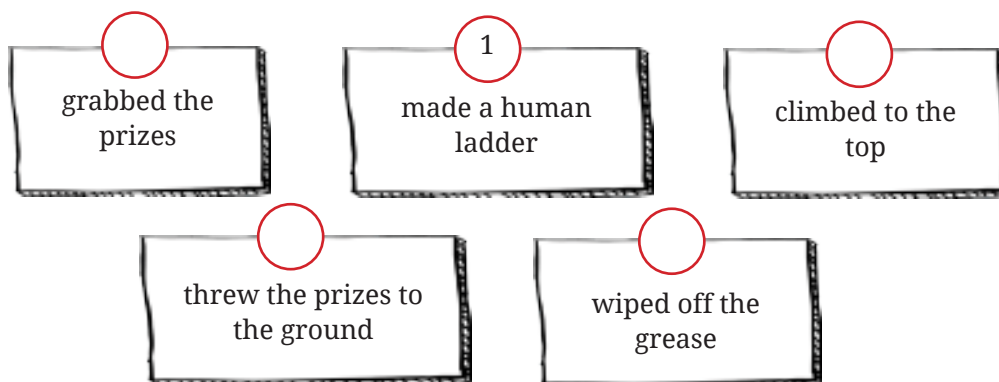 grabbed the
prizes
1
made a human
ladder
climbed to the
top
threw the prizes to
the ground
wiped off the
grease